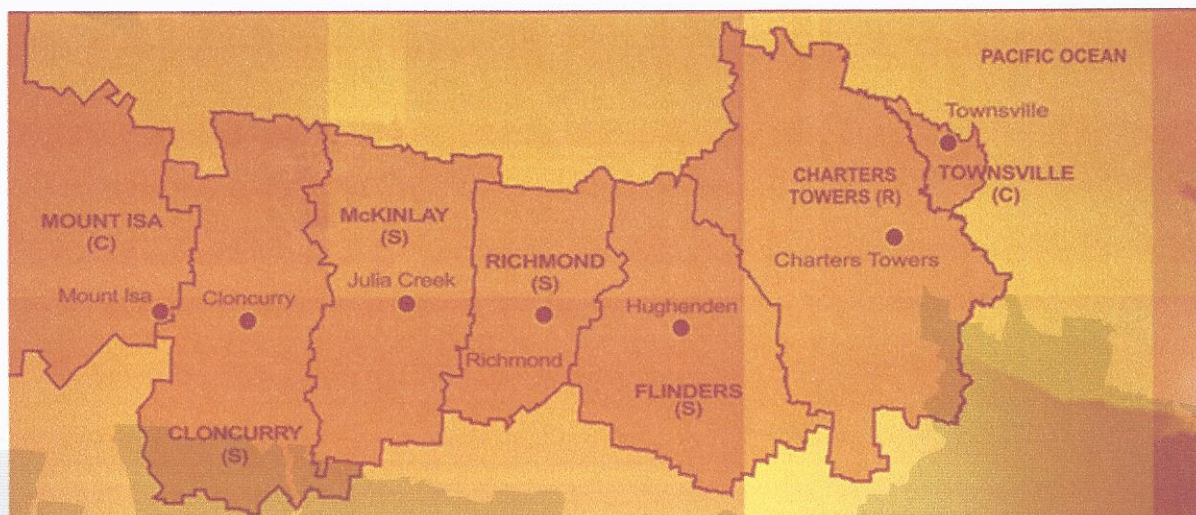 PACIFIC OCEAN
Townsville
CHARTERS
TOWERS (R)
TOWNSVILLE
(C)
Charters Towers
MOUNT ISA
(C)
Mount Isa
Cloncurry
CLONCURRY
(S)
McKINLAY
(S)
Julia Creek
RICHMOND
(S)
Richmond
Hughenden
FLINDERS
(S)